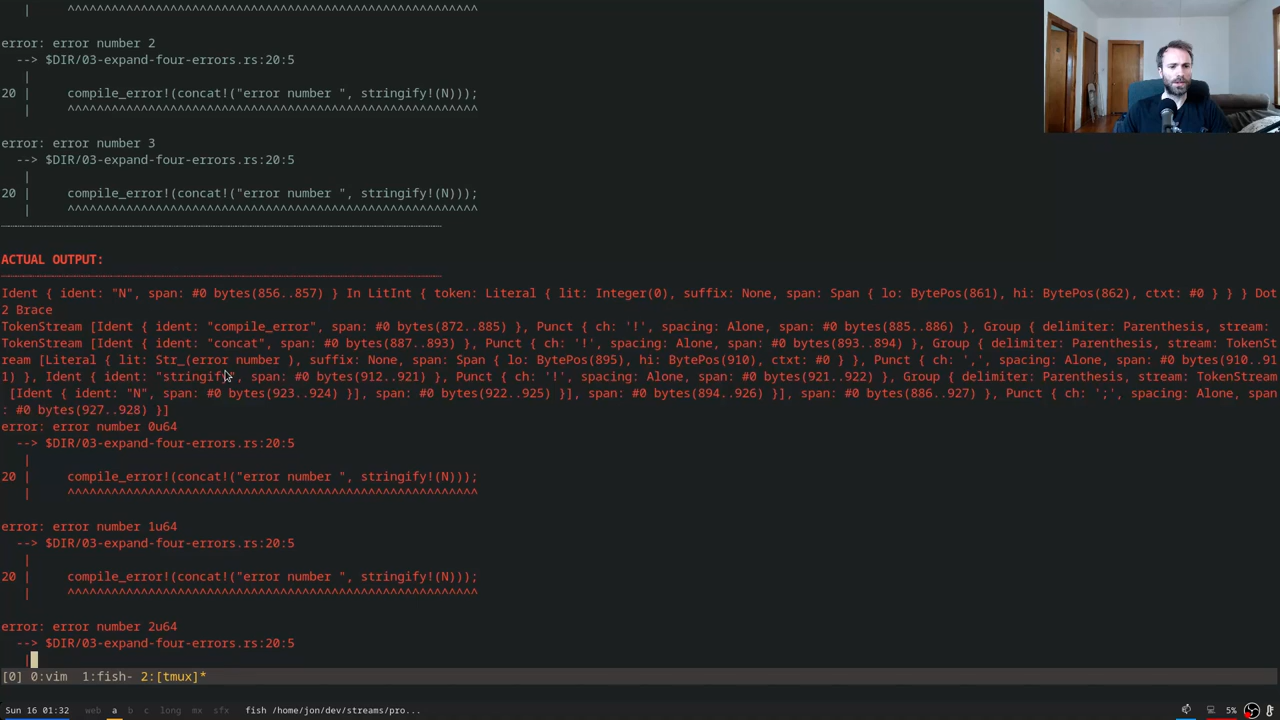 |     ^^^^^^^^^^^^^^^^^^^^^^^^^^^^^^^^^^^^^^^^^^^^^^^^^^^^^^^^
error: error number 2
  --> $DIR/03-expand-four-errors.rs:20:5
   |
20 |     compile_error!(concat!("error number ", stringify!(N)));
   |     ^^^^^^^^^^^^^^^^^^^^^^^^^^^^^^^^^^^^^^^^^^^^^^^^^^^^^^^^
error: error number 3
  --> $DIR/03-expand-four-errors.rs:20:5
   |
20 |     compile_error!(concat!("error number ", stringify!(N)));
   |     ^^^^^^^^^^^^^^^^^^^^^^^^^^^^^^^^^^^^^^^^^^^^^^^^^^^^^^^^
ACTUAL OUTPUT:
Ident { ident: "N", span: #0 bytes(856..857) } In LitInt { token: Literal { lit: Integer(0), suffix: None, span: Span { lo: BytePos(861), hi: BytePos(862), ctxt: #0 } } } Dot
2 Brace
TokenStream [Ident { ident: "compile_error", span: #0 bytes(872..885) }, Punct { ch: '!', spacing: Alone, span: #0 bytes(885..886) }, Group { delimiter: Parenthesis, stream:
TokenStream [Ident { ident: "concat", span: #0 bytes(887..893) }, Punct { ch: '!', spacing: Alone, span: #0 bytes(893..894) }, Group { delimiter: Parenthesis, stream: TokenSt
ream [Literal { lit: Str_(error number ), suffix: None, span: Span { lo: BytePos(895), hi: BytePos(910), ctxt: #0 } }, Punct { ch: ',', spacing: Alone, span: #0 bytes(910..91
1) }, Ident { ident: "stringify", span: #0 bytes(912..921) }, Punct { ch: '!', spacing: Alone, span: #0 bytes(921..922) }, Group { delimiter: Parenthesis, stream: TokenStream
 [Ident { ident: "N", span: #0 bytes(923..924) }], span: #0 bytes(922..925) }], span: #0 bytes(894..926) }], span: #0 bytes(886..927) }, Punct { ch: ';', spacing: Alone, span
: #0 bytes(927..928) }]
error: error number 0u64
  --> $DIR/03-expand-four-errors.rs:20:5
   |
20 |     compile_error!(concat!("error number ", stringify!(N)));
   |     ^^^^^^^^^^^^^^^^^^^^^^^^^^^^^^^^^^^^^^^^^^^^^^^^^^^^^^^^
error: error number 1u64
  --> $DIR/03-expand-four-errors.rs:20:5
   |
20 |     compile_error!(concat!("error number ", stringify!(N)));
   |     ^^^^^^^^^^^^^^^^^^^^^^^^^^^^^^^^^^^^^^^^^^^^^^^^^^^^^^^^
error: error number 2u64
  --> $DIR/03-expand-four-errors.rs:20:5
   |
[0] 0:vim  1:fish- 2:[tmux]*
Sun 16 01:32 web a b c long mx sfx fish /home/jon/dev/streams/pro... 5%